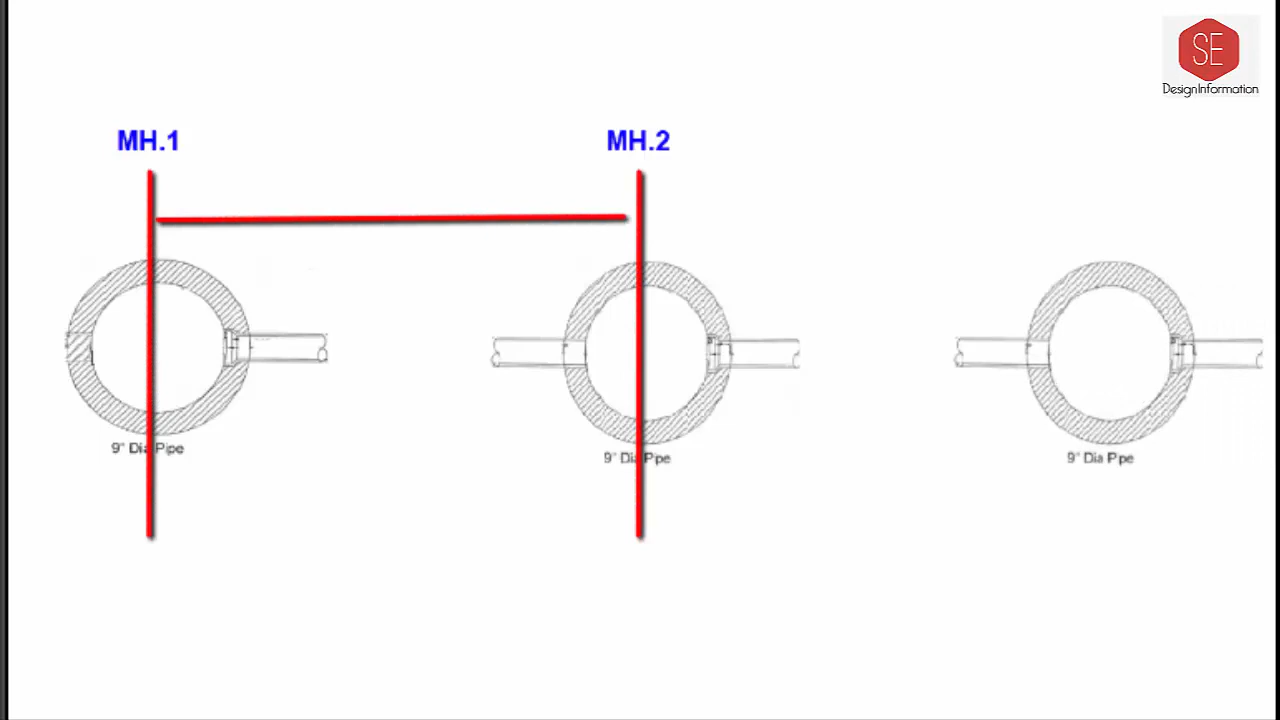 SE
DesignInformation
MH.1
MH.2
9" Dia Pipe
9" Dia Pipe
9" Dia Pipe